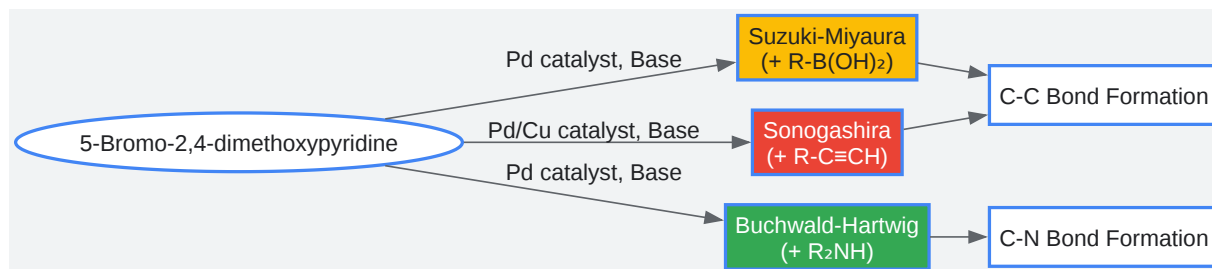 Suzuki-Miyaura
(+ R-B(OH)₂)
Pd catalyst, Base
C-C Bond Formation
5-Bromo-2,4-dimethoxypyridine
Pd/Cu catalyst, Base
Sonogashira
(+ R-C≡CH)
Pd catalyst, Base
Buchwald-Hartwig
(+ R₂NH)
C-N Bond Formation